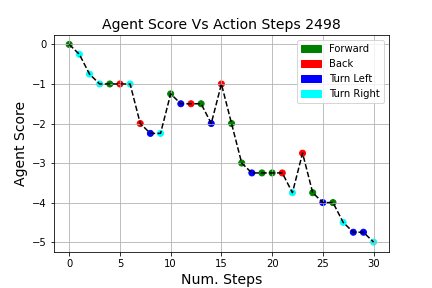 Agent Score Vs Action Steps 2498
Forward
Back
Turn Left
Turn Right
Agent Score
0
−1
−2
−3
−4
−5
0 5 10 15 20 25 30
Num. Steps